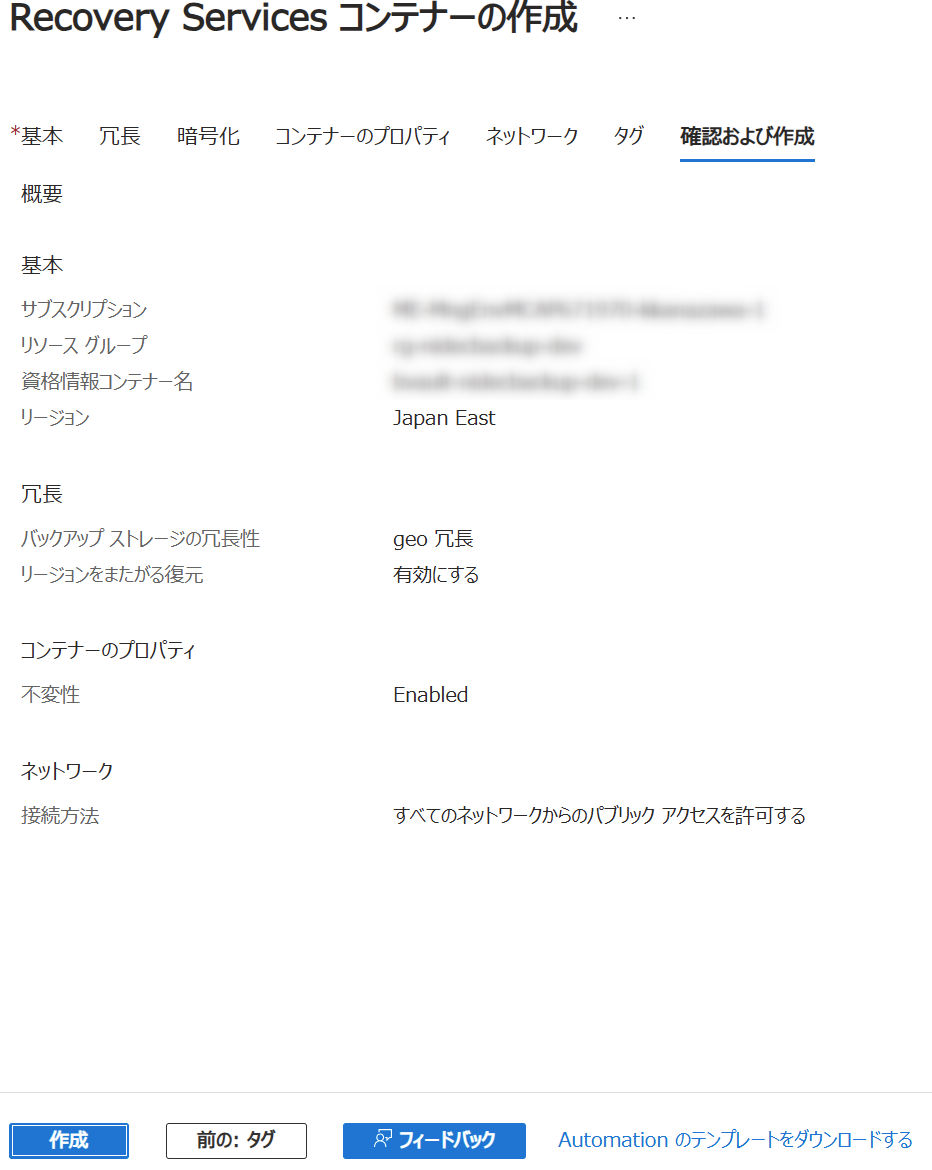 Recovery Services コンテナーの作成 …
*基本 冗長 暗号化 コンテナーのプロパティ ネットワーク タグ 確認および作成
概要
基本
サブスクリプション
リソース グループ
資格情報コンテナー名
リージョン Japan East
冗長
バックアップ ストレージの冗長性 geo 冗長
リージョンをまたがる復元 有効にする
コンテナーのプロパティ
不変性 Enabled
ネットワーク
接続方法 すべてのネットワークからのパブリック アクセスを許可する
作成 前の: タグ フィードバック Automation のテンプレートをダウンロードする